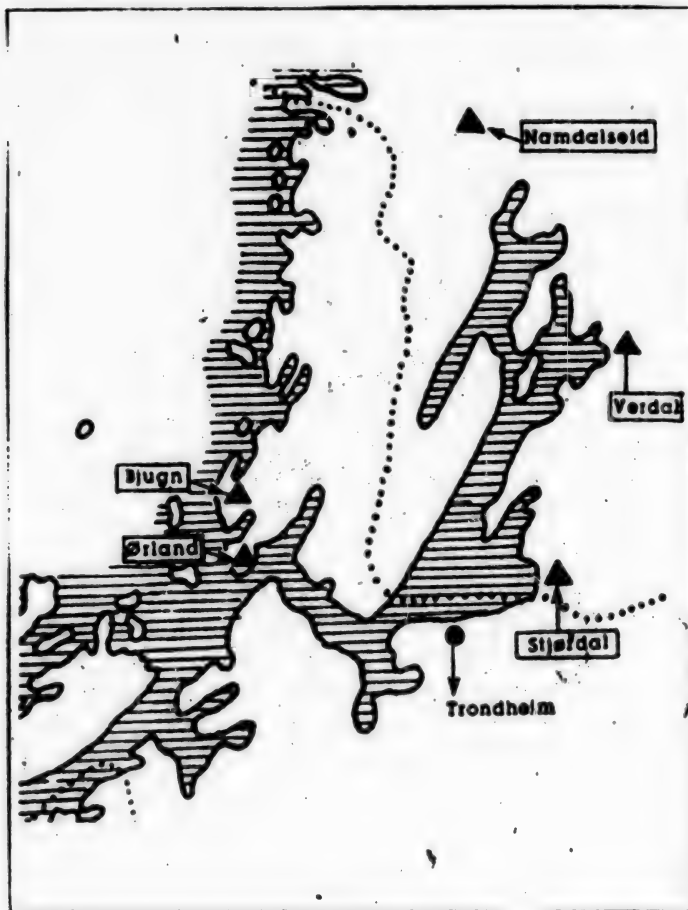 Namdalseid
Verdal
Bjugn
Ørland
Stjørdal
Trondheim